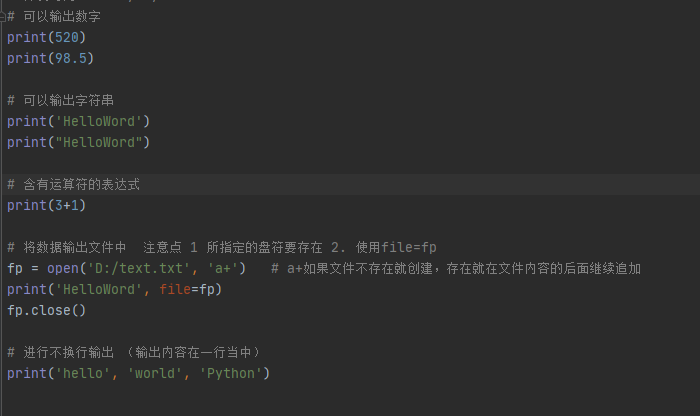 # 可以输出数字
print(520)
print(98.5)
# 可以输出字符串
print('HelloWord')
print("HelloWord")
# 含有运算符的表达式
print(3+1)
# 将数据输出文件中  注意点 1 所指定的盘符要存在 2. 使用file=fp
fp = open('D:/text.txt', 'a+')   # a+如果文件不存在就创建，存在就在文件内容的后面继续追加
print('HelloWord', file=fp)
fp.close()
# 进行不换行输出 （输出内容在一行当中）
print('hello', 'world', 'Python')